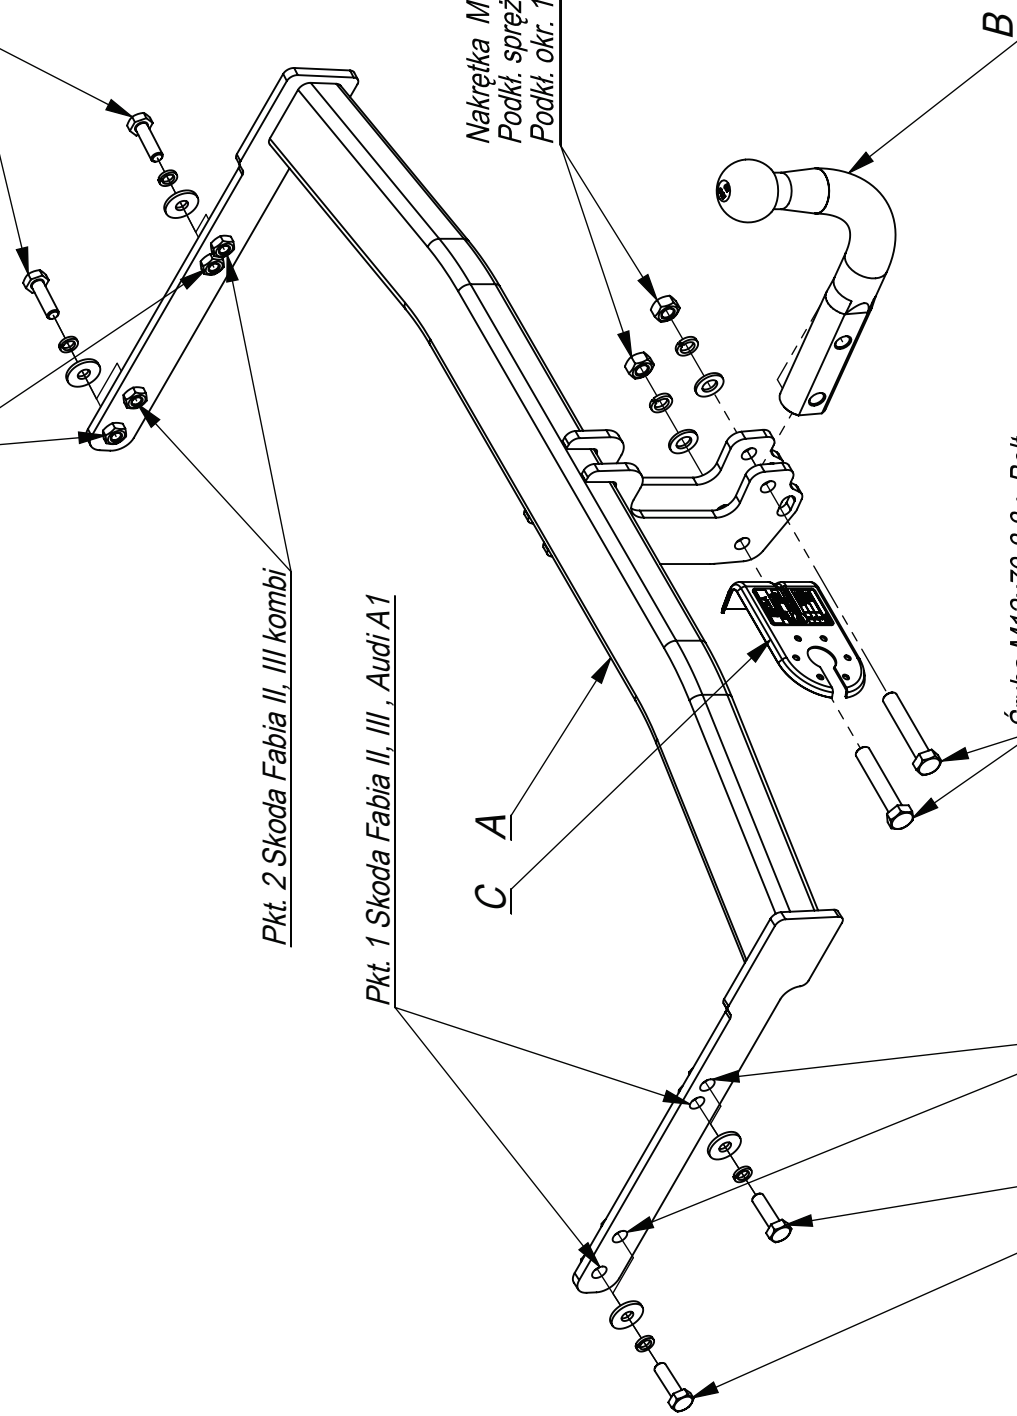 Nakrętka M
Podkł. spręż
Podkł. okr. 1
B
Pkt. 2 Skoda Fabia II, III kombi
Pkt. 1 Skoda Fabia II, III , Audi A1
A
C